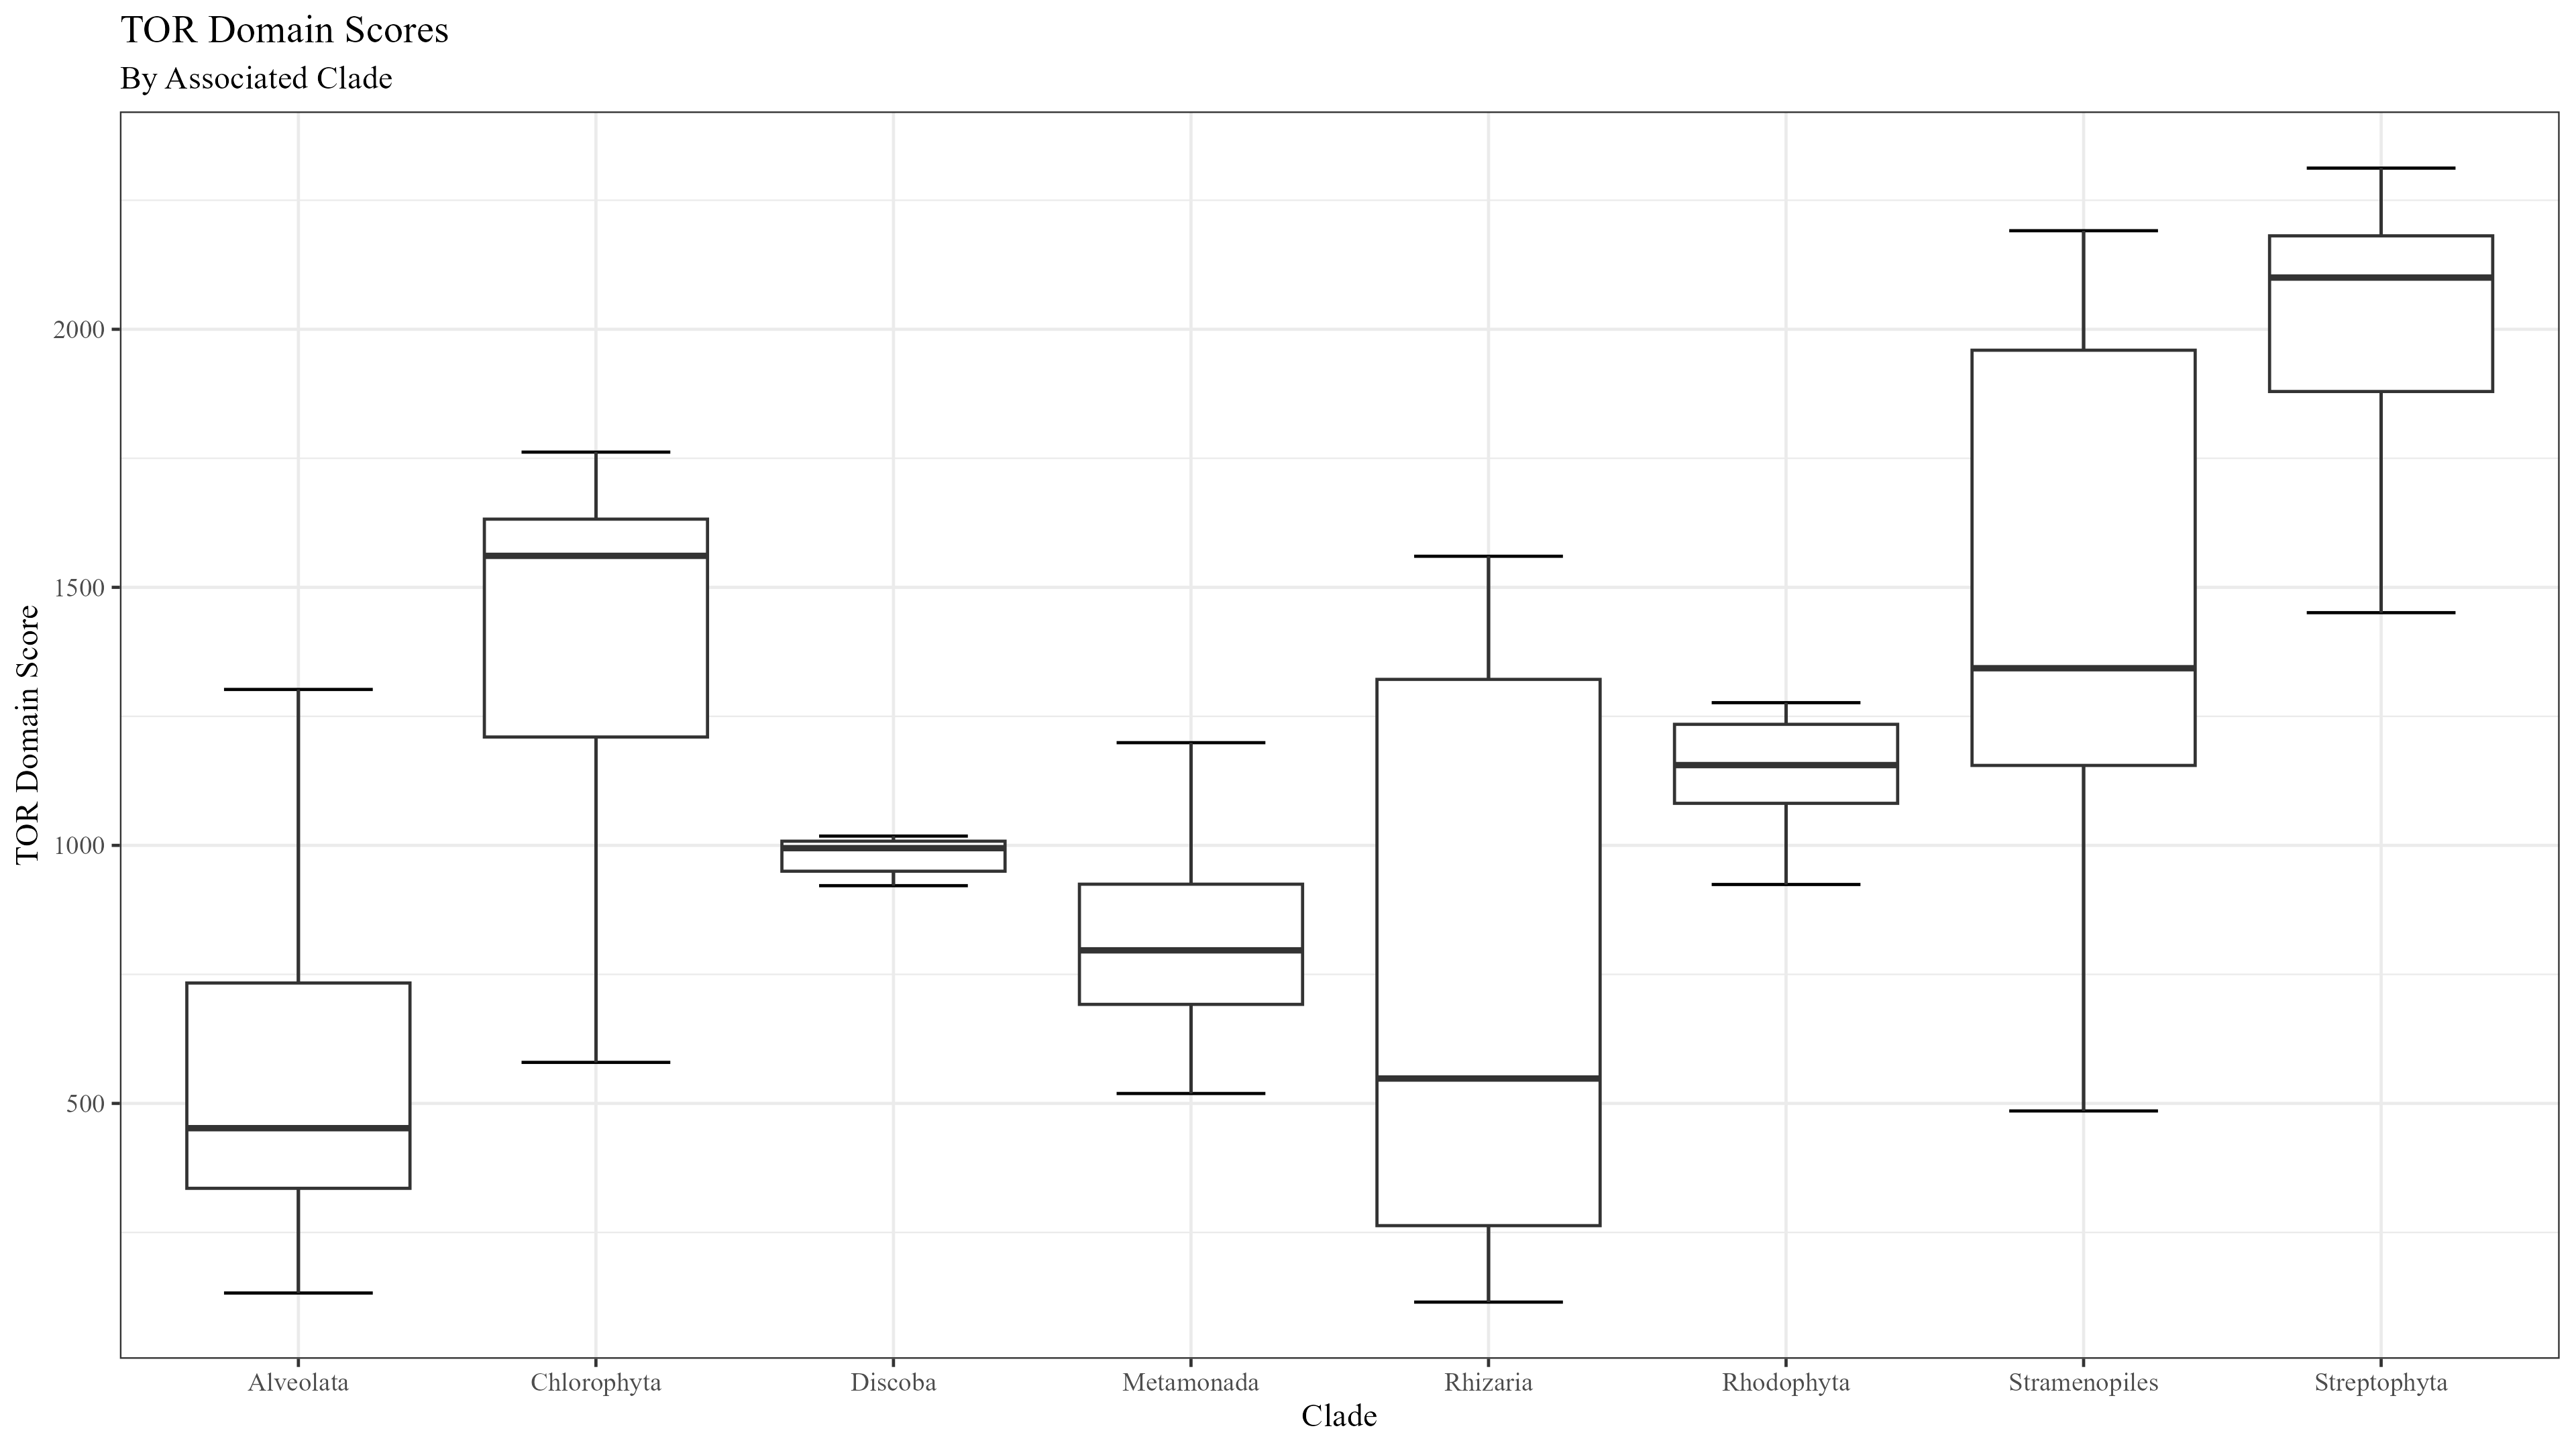 TOR Domain Scores
By Associated Clade
TOR Domain Score
2000
1500
1000
500
Alveolata Chlorophyta Discoba Metamonada Rhizaria Rhodophyta Stramenopiles Streptophyta
Clade